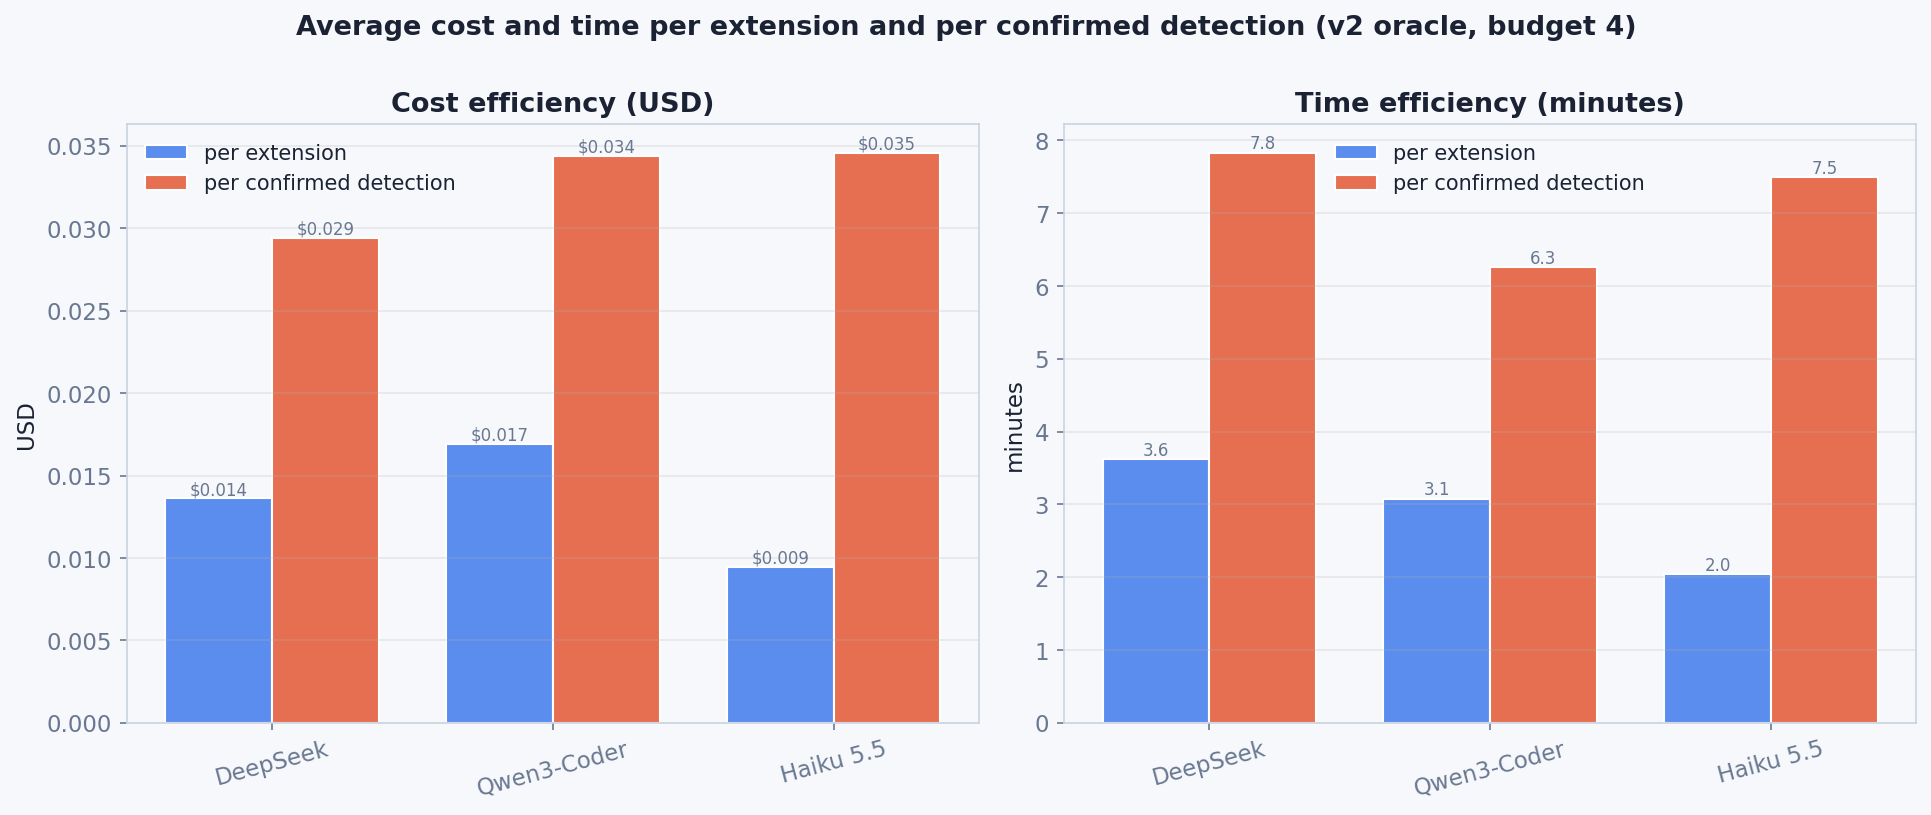 Average cost and time per extension and per confirmed detection (v2 oracle, budget 4)
Cost efficiency (USD)
per extension
per confirmed detection
USD
0.035
0.030
0.025
0.020
0.015
0.010
0.005
0.000
$0.014
$0.029
$0.017
$0.034
$0.009
$0.035
DeepSeek
Qwen3-Coder
Haiku 5.5
Time efficiency (minutes)
per extension
per confirmed detection
minutes
8
7
6
5
4
3
2
1
0
3.6
7.8
3.1
6.3
2.0
7.5
DeepSeek
Qwen3-Coder
Haiku 5.5